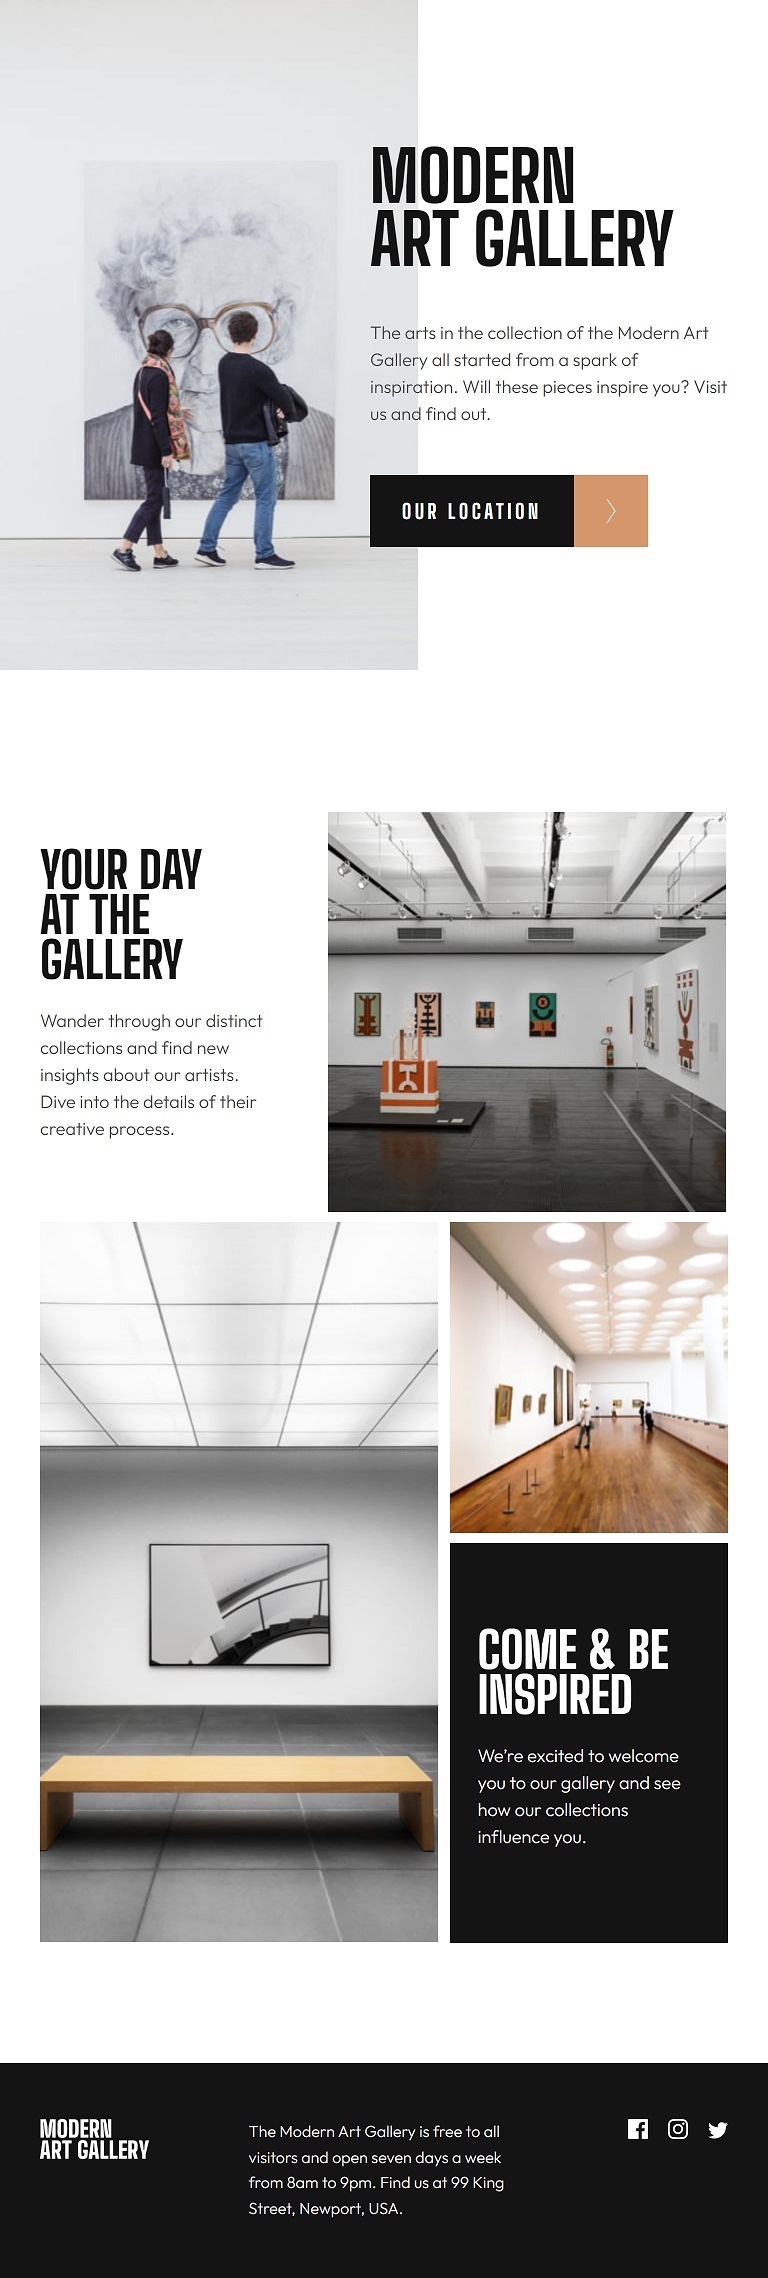 MODERN
ART GALLERY
The arts in the collection of the Modern Art
Gallery all started from a spark of
inspiration. Will these pieces inspire you? Visit
us and find out.
OUR LOCATION
YOUR DAY
AT THE
GALLERY
Wander through our distinct
collections and find new
insights about our artists.
Dive into the details of their
creative process.
COME & BE
INSPIRED
We’re excited to welcome
you to our gallery and see
how our collections
influence you.
MODERN
ART GALLERY
The Modern Art Gallery is free to all
visitors and open seven days a week
from 8am to 9pm. Find us at 99 King
Street, Newport, USA.